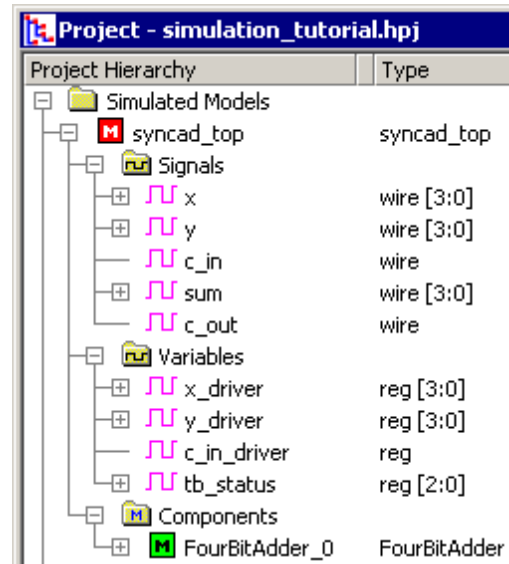 Project - simulation_tutorial.hpj
Project Hierarchy Type
Simulated Models
M syncad_top syncad_top
Signals
x wire [3:0]
y wire [3:0]
c_in wire
sum wire [3:0]
c_out wire
Variables
x_driver reg [3:0]
y_driver reg [3:0]
c_in_driver reg
tb_status reg [2:0]
M Components
M FourBitAdder_0 FourBitAdder